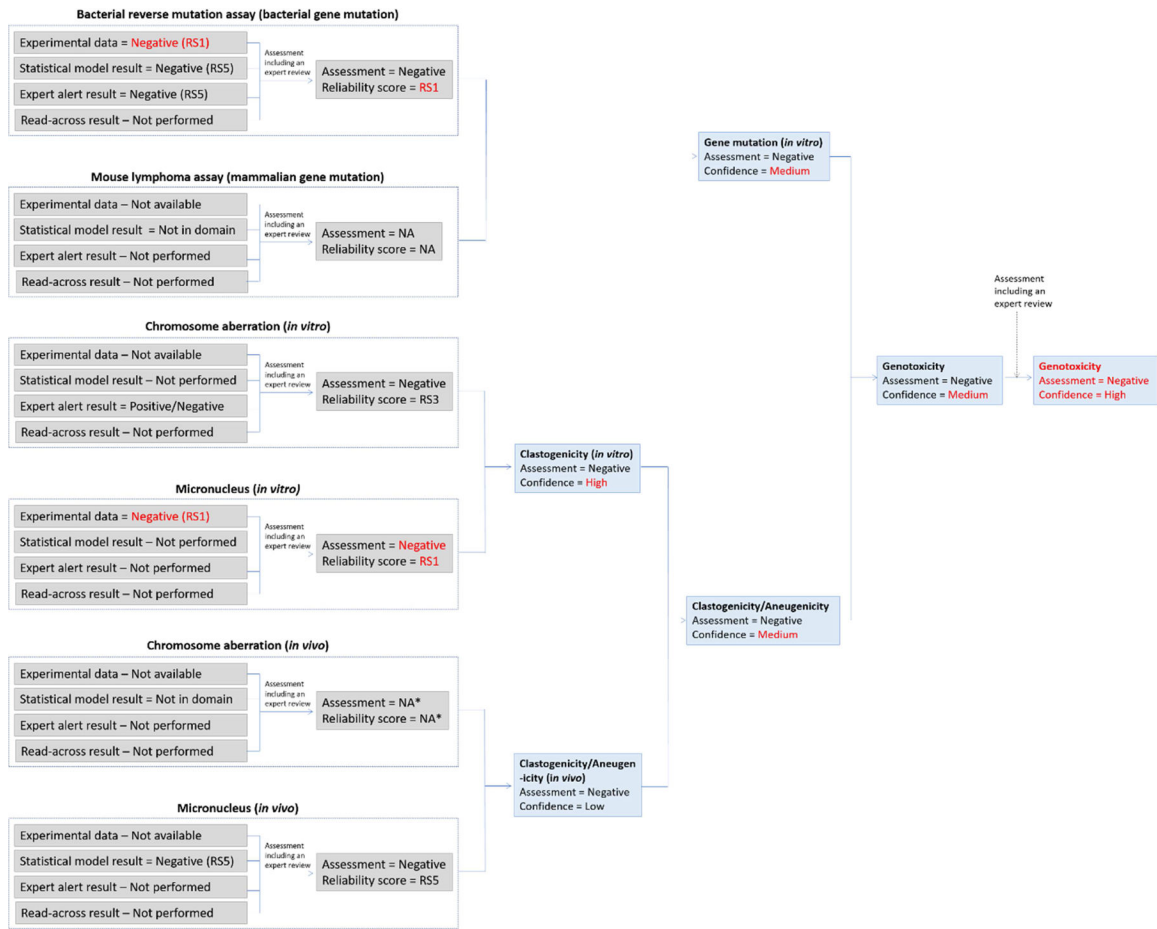 Bacterial reverse mutation assay (bacterial gene mutation)
Experimental data = Negative (RS1)
Statistical model result = Negative (RS5)
Expert alert result = Negative (RS5)
Read-across result – Not performed
Assessment
including an
expert review
Assessment = Negative
Reliability score = RS1
Mouse lymphoma assay (mammalian gene mutation)
Experimental data – Not available
Statistical model result = Not in domain
Expert alert result – Not performed
Read-across result – Not performed
Assessment
including an
expert review
Assessment = NA
Reliability score = NA
Chromosome aberration (in vitro)
Experimental data – Not available
Statistical model result – Not performed
Expert alert result = Positive/Negative
Read-across result – Not performed
Assessment
including an
expert review
Assessment = Negative
Reliability score = RS3
Micronucleus (in vitro)
Experimental data = Negative (RS1)
Statistical model result – Not performed
Expert alert result – Not performed
Read-across result – Not performed
Assessment
including an
expert review
Assessment = Negative
Reliability score = RS1
Chromosome aberration (in vivo)
Experimental data – Not available
Statistical model result = Not in domain
Expert alert result – Not performed
Read-across result – Not performed
Assessment
including an
expert review
Assessment = NA*
Reliability score = NA*
Micronucleus (in vivo)
Experimental data – Not available
Statistical model result = Negative (RS5)
Expert alert result – Not performed
Read-across result – Not performed
Assessment
including an
expert review
Assessment = Negative
Reliability score = RS5
Clastogenicity (in vitro)
Assessment = Negative
Confidence = High
Clastogenicity/Aneugen
-icity (in vivo)
Assessment = Negative
Confidence = Low
Gene mutation (in vitro)
Assessment = Negative
Confidence = Medium
Clastogenicity/Aneugenicity
Assessment = Negative
Confidence = Medium
Genotoxicity
Assessment = Negative
Confidence = Medium
Assessment
including an
expert review
Genotoxicity
Assessment = Negative
Confidence = High